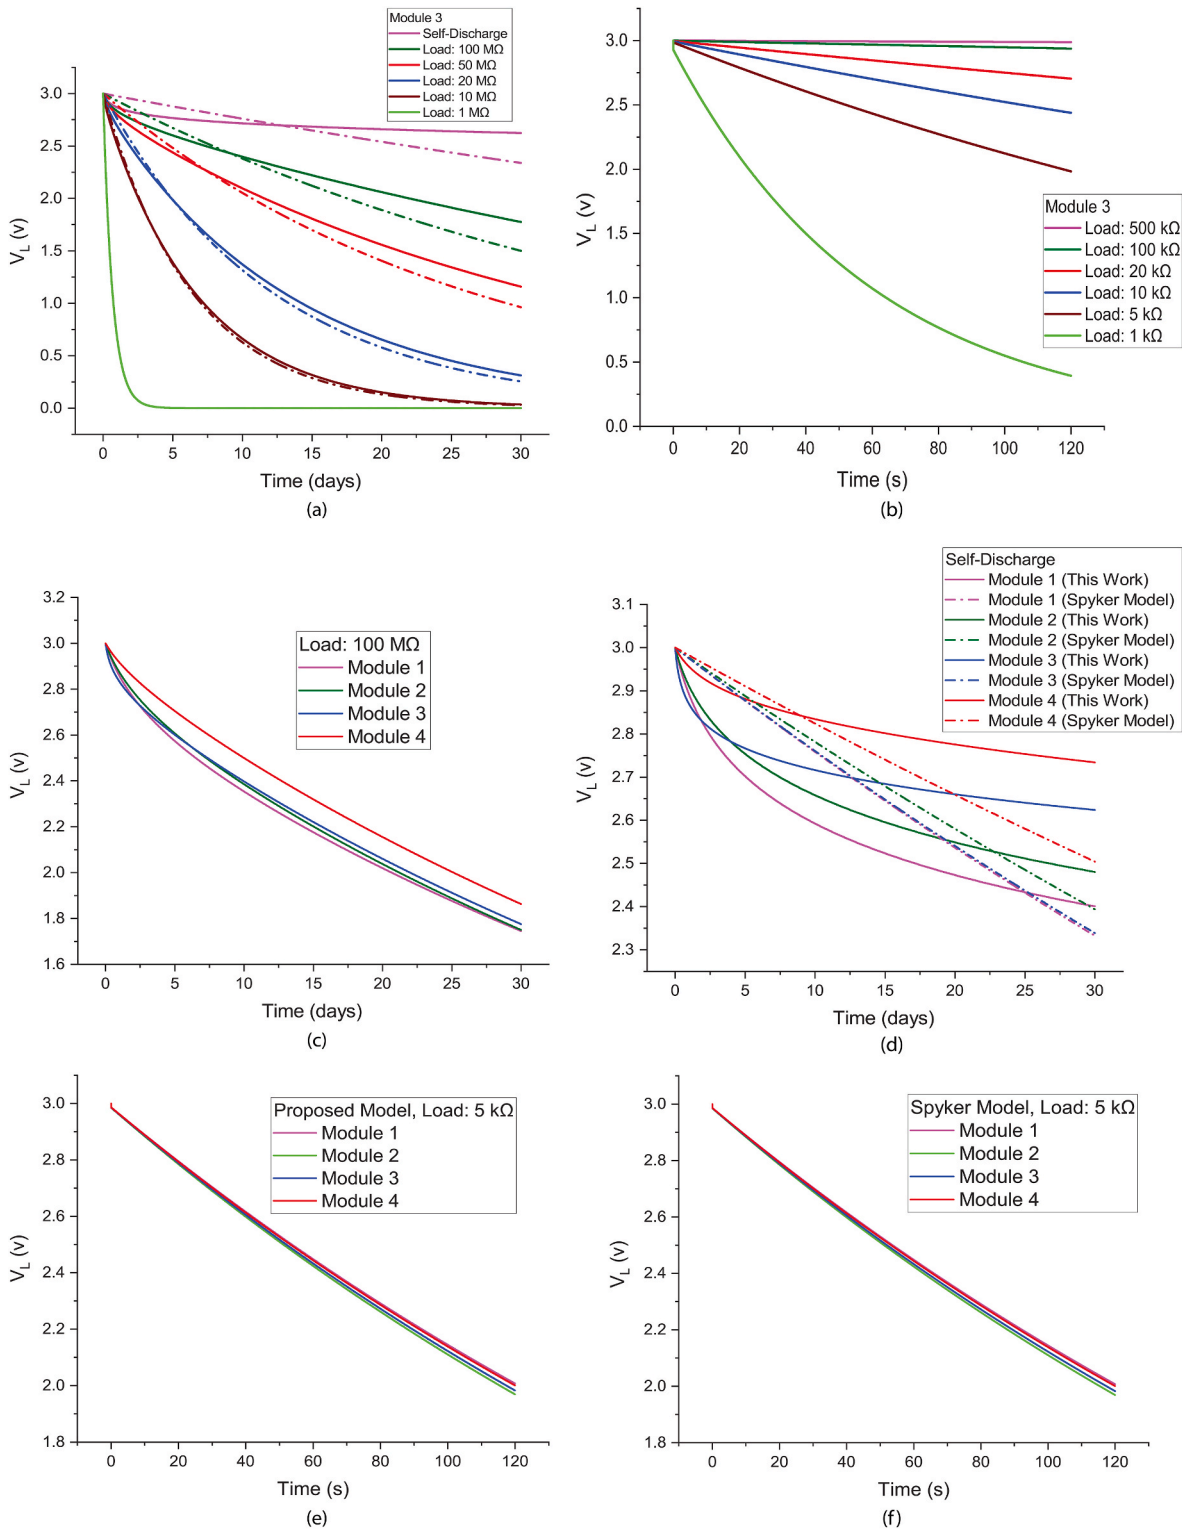 Module 3
Self-Discharge
Load: 100 MΩ
Load: 50 MΩ
Load: 20 MΩ
Load: 10 MΩ
Load: 1 MΩ
3.0
2.5
2.0
1.5
1.0
0.5
0.0
V_L (v)
0 5 10 15 20 25 30
Time (days)
(a)
3.0
2.5
2.0
1.5
1.0
0.5
0.0
V_L (v)
Module 3
Load: 500 kΩ
Load: 100 kΩ
Load: 20 kΩ
Load: 10 kΩ
Load: 5 kΩ
Load: 1 kΩ
0 20 40 60 80 100 120
Time (s)
(b)
3.2
3.0
2.8
2.6
2.4
2.2
2.0
1.8
1.6
V_L (v)
Load: 100 MΩ
Module 1
Module 2
Module 3
Module 4
0 5 10 15 20 25 30
Time (days)
(c)
Self-Discharge
Module 1 (This Work)
Module 1 (Spyker Model)
Module 2 (This Work)
Module 2 (Spyker Model)
Module 3 (This Work)
Module 3 (Spyker Model)
Module 4 (This Work)
Module 4 (Spyker Model)
3.1
3.0
2.9
2.8
2.7
2.6
2.5
2.4
2.3
V_L (v)
0 5 10 15 20 25 30
Time (days)
(d)
3.0
2.8
2.6
2.4
2.2
2.0
1.8
V_L (v)
Proposed Model, Load: 5 kΩ
Module 1
Module 2
Module 3
Module 4
0 20 40 60 80 100 120
Time (s)
(e)
3.0
2.8
2.6
2.4
2.2
2.0
1.8
V_L (v)
Spyker Model, Load: 5 kΩ
Module 1
Module 2
Module 3
Module 4
0 20 40 60 80 100 120
Time (s)
(f)